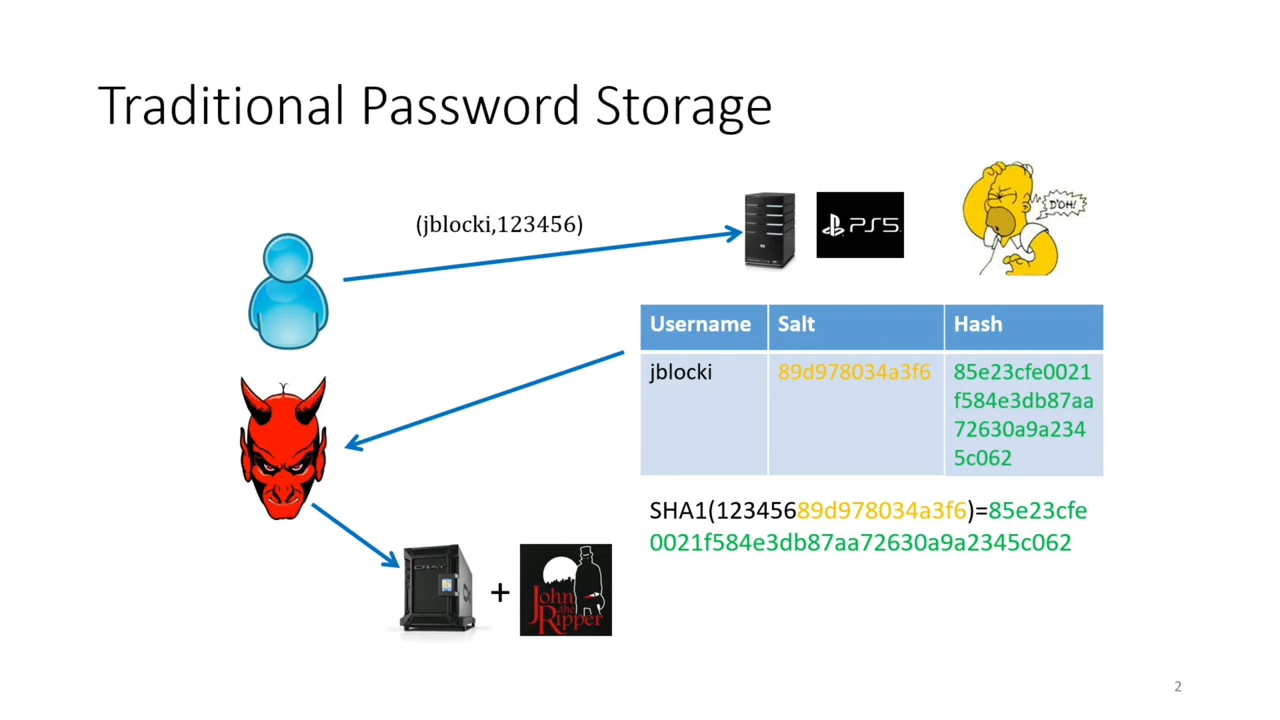 Traditional Password Storage
(jblocki,123456)
PS5
D'OH!
Username Salt Hash
jblocki 89d978034a3f6 85e23cfe0021
f584e3db87aa
72630a9a234
5c062
SHA1(12345689d978034a3f6)=85e23cfe
0021f584e3db87aa72630a9a2345c062
CRAY
+
John
the
Ripper
2